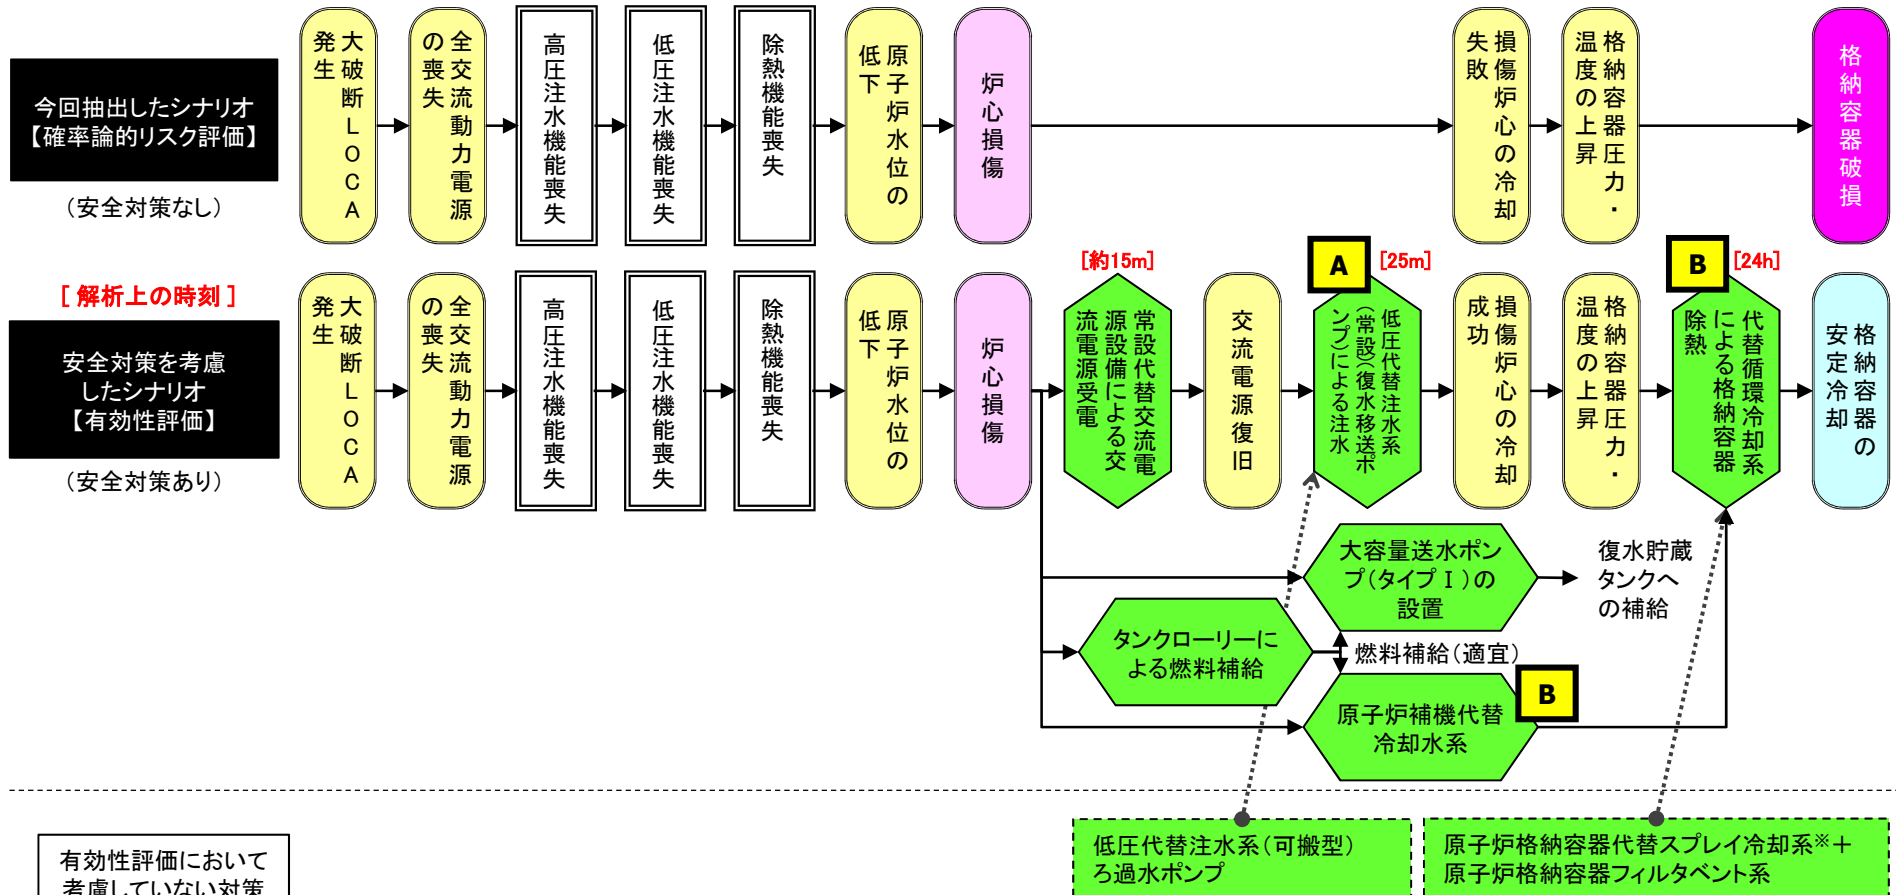 今回抽出したシナリオ
【確率論的リスク評価】
（安全対策なし）
大破断LOCA
発生
全交流動力電源
の喪失
高圧注水機能喪失
低圧注水機能喪失
除熱機能喪失
原子炉水位の
低下
炉心損傷
損傷炉心の冷却
失敗
格納容器圧力・
温度の上昇
格納容器破損
[ 解析上の時刻 ]
安全対策を考慮
したシナリオ
【有効性評価】
（安全対策あり）
大破断LOCA
発生
全交流動力電源
の喪失
高圧注水機能喪失
低圧注水機能喪失
除熱機能喪失
原子炉水位の
低下
炉心損傷
[約15m]
常設代替交流電
源設備による交
流電源受電
交流電源復旧
A
[25m]
低圧代替注水系
（常設）（復水移送ポ
ンプ）による注水
損傷炉心の冷却
成功
格納容器圧力・
温度の上昇
B
[24h]
代替循環冷却系
による格納容器
除熱
格納容器の
安定冷却
大容量送水ポン
プ（タイプⅠ）の
設置
復水貯蔵
タンクへ
の補給
タンクローリーに
よる燃料補給
燃料補給（適宜）
B
原子炉補機代替
冷却水系
有効性評価において
考慮していない対策
低圧代替注水系（可搬型）
ろ過水ポンプ
原子炉格納容器代替スプレイ冷却系※＋
原子炉格納容器フィルタベント系